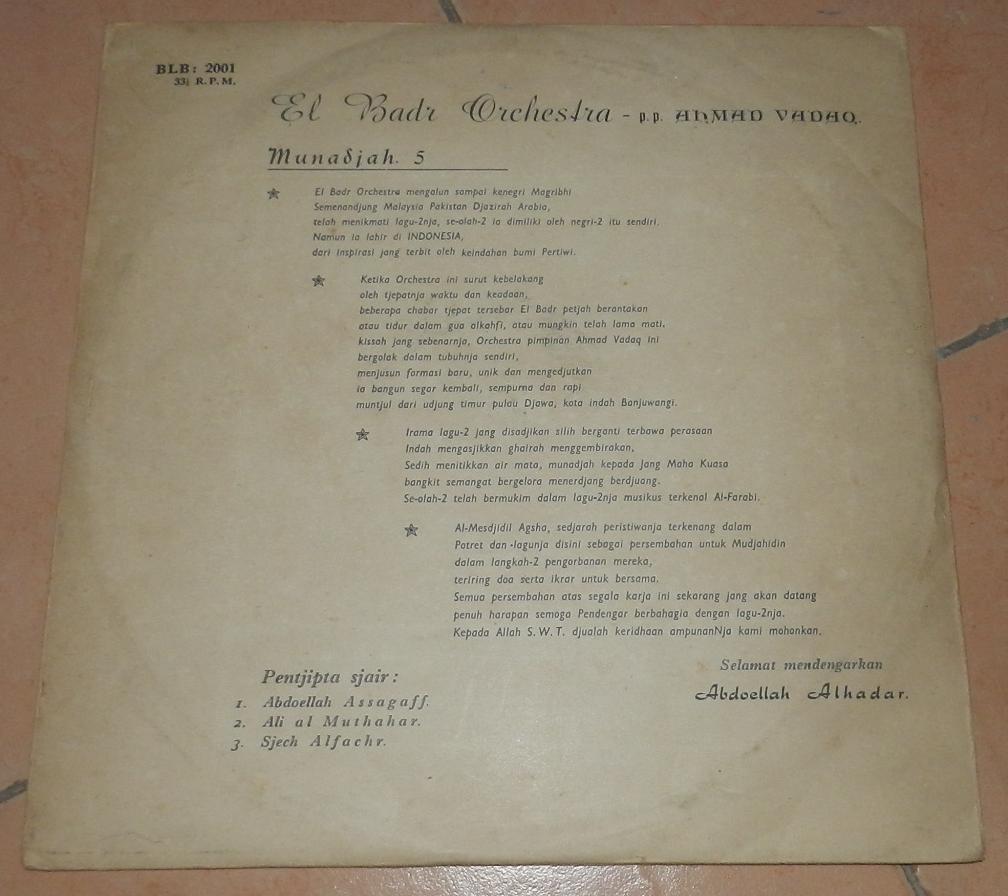 BLB: 2001
33⅓ R.P.M.
El Badr Orchestra - p.p. AHMAD VADAQ.
Munadjah. 5
El Badr Orchestra mengalun sampai kenegri Magribhi
Semenandjung Malaysia Pakistan Djazirah Arabia,
telah menikmati lagu-2nja, se-olah-2 ia dimiliki oleh negri-2 itu sendiri.
Namun ia lahir di INDONESIA,
dari inspirasi jang terbit oleh keindahan bumi Pertiwi.
Ketika Orchestra ini surut kebelakang
oleh tjepatnja waktu dan keadaan,
beberapa chabar tjepat tersebar El Badr petjah berantakan
atau tidur dalam gua alkahfi, atau mungkin telah lama mati.
kissah jang sebenarnja, Orchestra pimpinan Ahmad Vadaq ini
bergolak dalam tubuhnja sendiri,
menjusun formasi baru, unik dan mengedjutkan
ia bangun segar kembali, sempurna dan rapi
muntjul dari udjung timur pulau Djawa, kota indah Banjuwangi.
Irama lagu-2 jang disadjikan silih berganti terbawa perasaan
Indah mengasjikkan ghairah menggembirakan,
Sedih menitikkan air mata, munadjah kepada Jang Maha Kuasa
bangkit semangat bergelora menerdjang berdjuang.
Se-olah-2 telah bermukim dalam lagu-2nja musikus terkenal Al-Farabi.
Al-Mesdjidil Aqsha, sedjarah peristiwanja terkenang dalam
Potret dan -lagunja disini sebagai persembahan untuk Mudjahidin
dalam langkah-2 pengorbanan mereka,
teriring doa serta ikrar untuk bersama.
Semua persembahan atas segala karja ini sekarang jang akan datang
penuh harapan semoga Pendengar berbahagia dengan lagu-2nja.
Kepada Allah S.W.T. djualah keridhaan ampunanNja kami mohonkan.
Selamat mendengarkan
Abdoellah Alhadar.
Pentjipta sjair :
1. Abdoellah Assagaff.
2. Ali al Muthahar.
3. Sjech Alfachr.